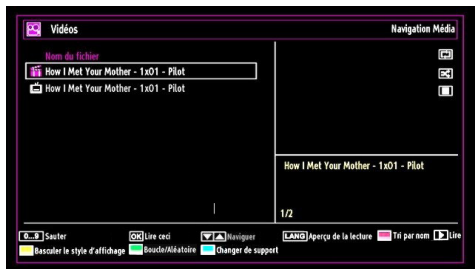 Vidéos Navigation Média
Nom du fichier
How I Met Your Mother - 1x01 - Pilot
How I Met Your Mother - 1x01 - Pilot
How I Met Your Mother - 1x01 - Pilot
1/2
0...9 Sauter OK Lire ceci Naviguer LANG Aperçu de la lecture Tri par nom Lire
Basculer le style d'affichage Boucle/Aléatoire Changer de support